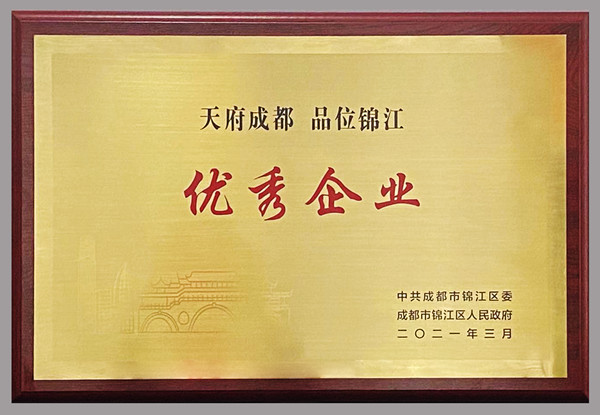 天府成都 品位锦江
优秀企业
中共成都市锦江区委
成都市锦江区人民政府
二〇二一年三月